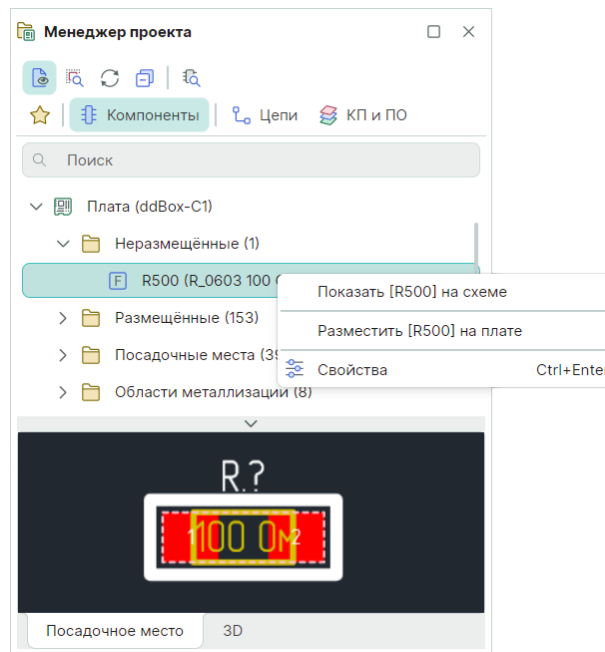 Менеджер проекта
Компоненты Цепи КП и ПО
Поиск
Плата (ddBox-C1)
Неразмещённые (1)
R500 (R_0603 100
Показать [R500] на схеме
Размещённые (153)
Разместить [R500] на плате
Посадочные места (39
Свойства Ctrl+Enter
Области металлизации (8)
R.?
1 100 Ом 2
Посадочное место 3D